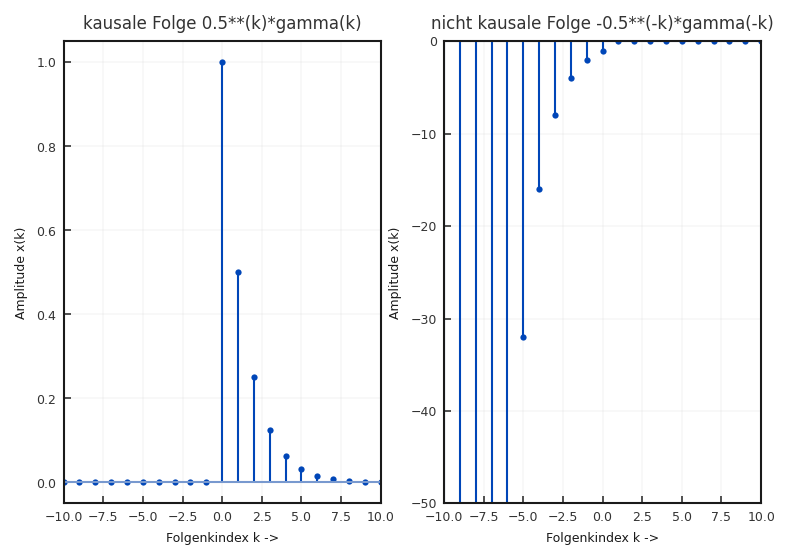 kausale Folge 0.5**(k)*gamma(k)
1.0
0.8
0.6
0.4
0.2
0.0
Amplitude x(k)
−10.0 −7.5 −5.0 −2.5 0.0 2.5 5.0 7.5 10.0
Folgenkindex k ->
nicht kausale Folge -0.5**(-k)*gamma(-k)
0
−10
−20
−30
−40
−50
Amplitude x(k)
−10.0 −7.5 −5.0 −2.5 0.0 2.5 5.0 7.5 10.0
Folgenkindex k ->